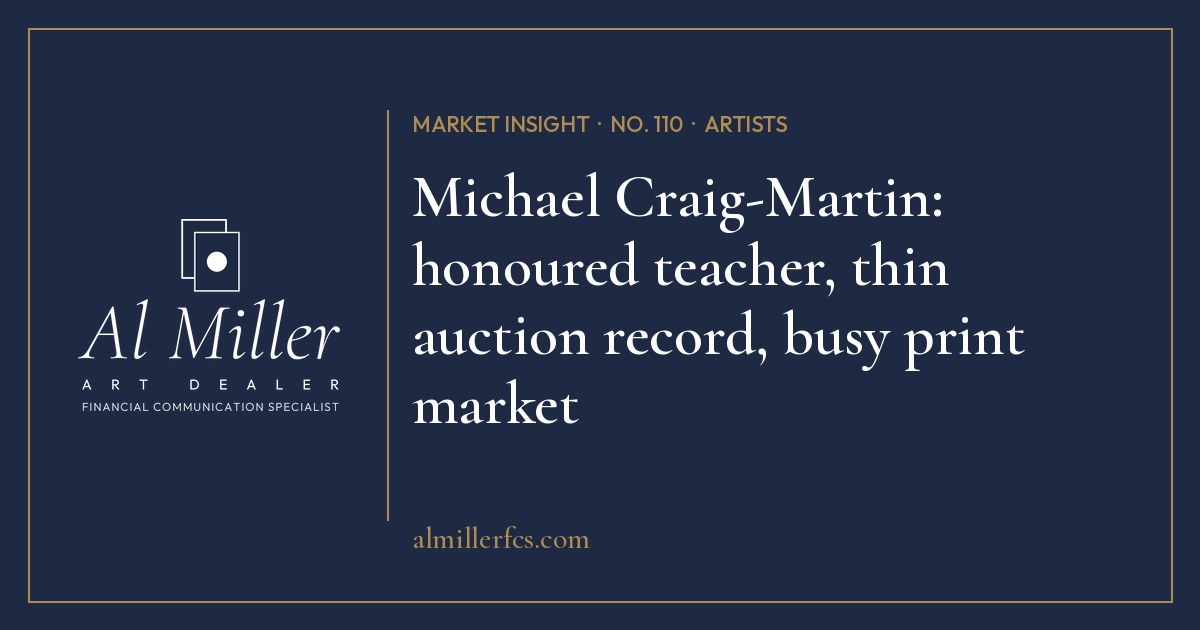 Al Miller
ART DEALER
FINANCIAL COMMUNICATION SPECIALIST
MARKET INSIGHT · NO. 110 · ARTISTS
Michael Craig-Martin:
honoured teacher, thin
auction record, busy print
market
almillerfcs.com